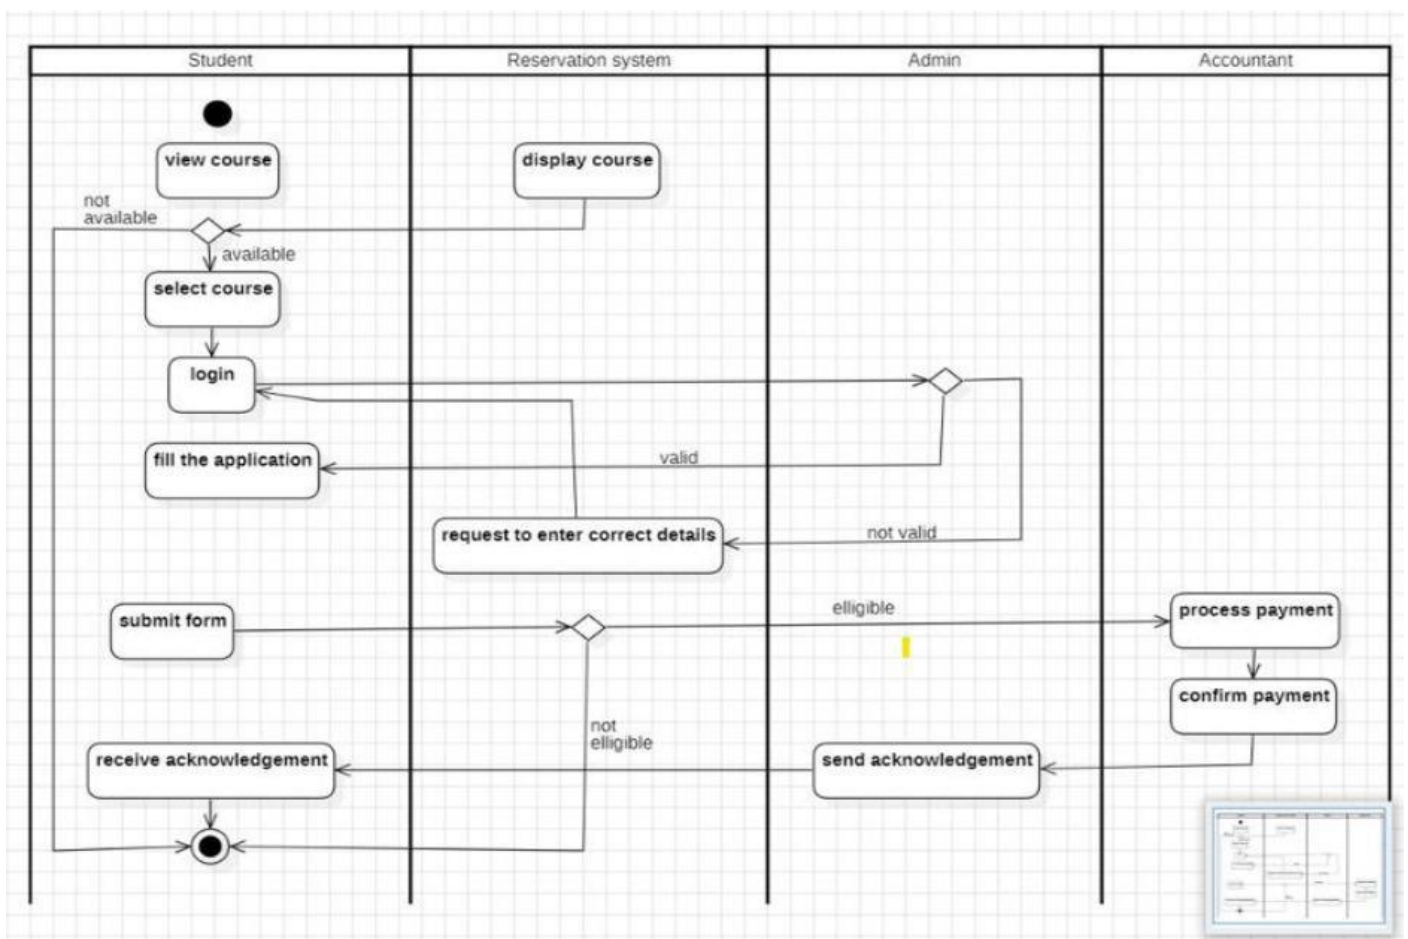 Student
Reservation system
Admin
Accountant
view course
display course
not
available
available
select course
login
fill the application
valid
request to enter correct details
not valid
submit form
elligible
process payment
confirm payment
not
elligible
receive acknowledgement
send acknowledgement